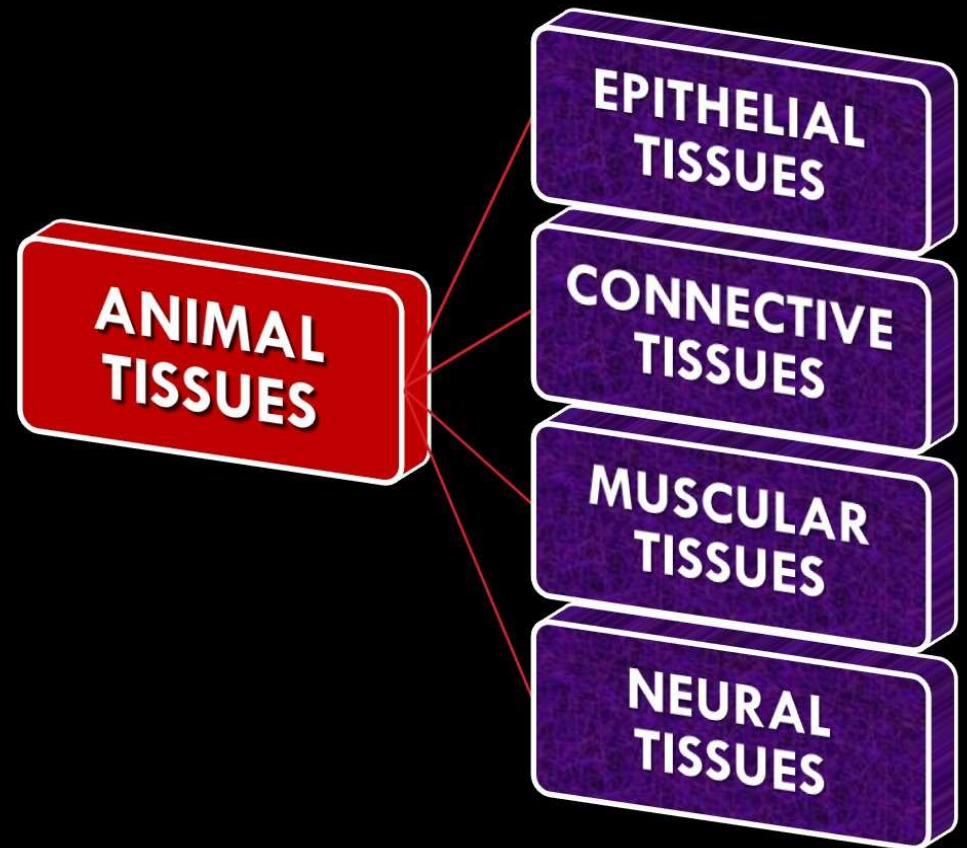 ANIMAL
TISSUES
EPITHELIAL
TISSUES
CONNECTIVE
TISSUES
MUSCULAR
TISSUES
NEURAL
TISSUES